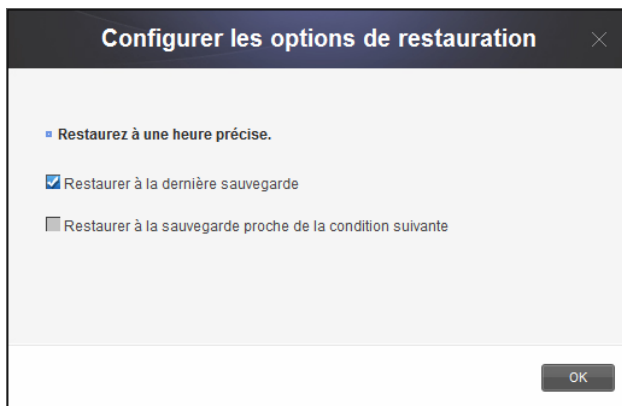 Configurer les options de restauration
Restaurez à une heure précise.
Restaurer à la dernière sauvegarde
Restaurer à la sauvegarde proche de la condition suivante
OK